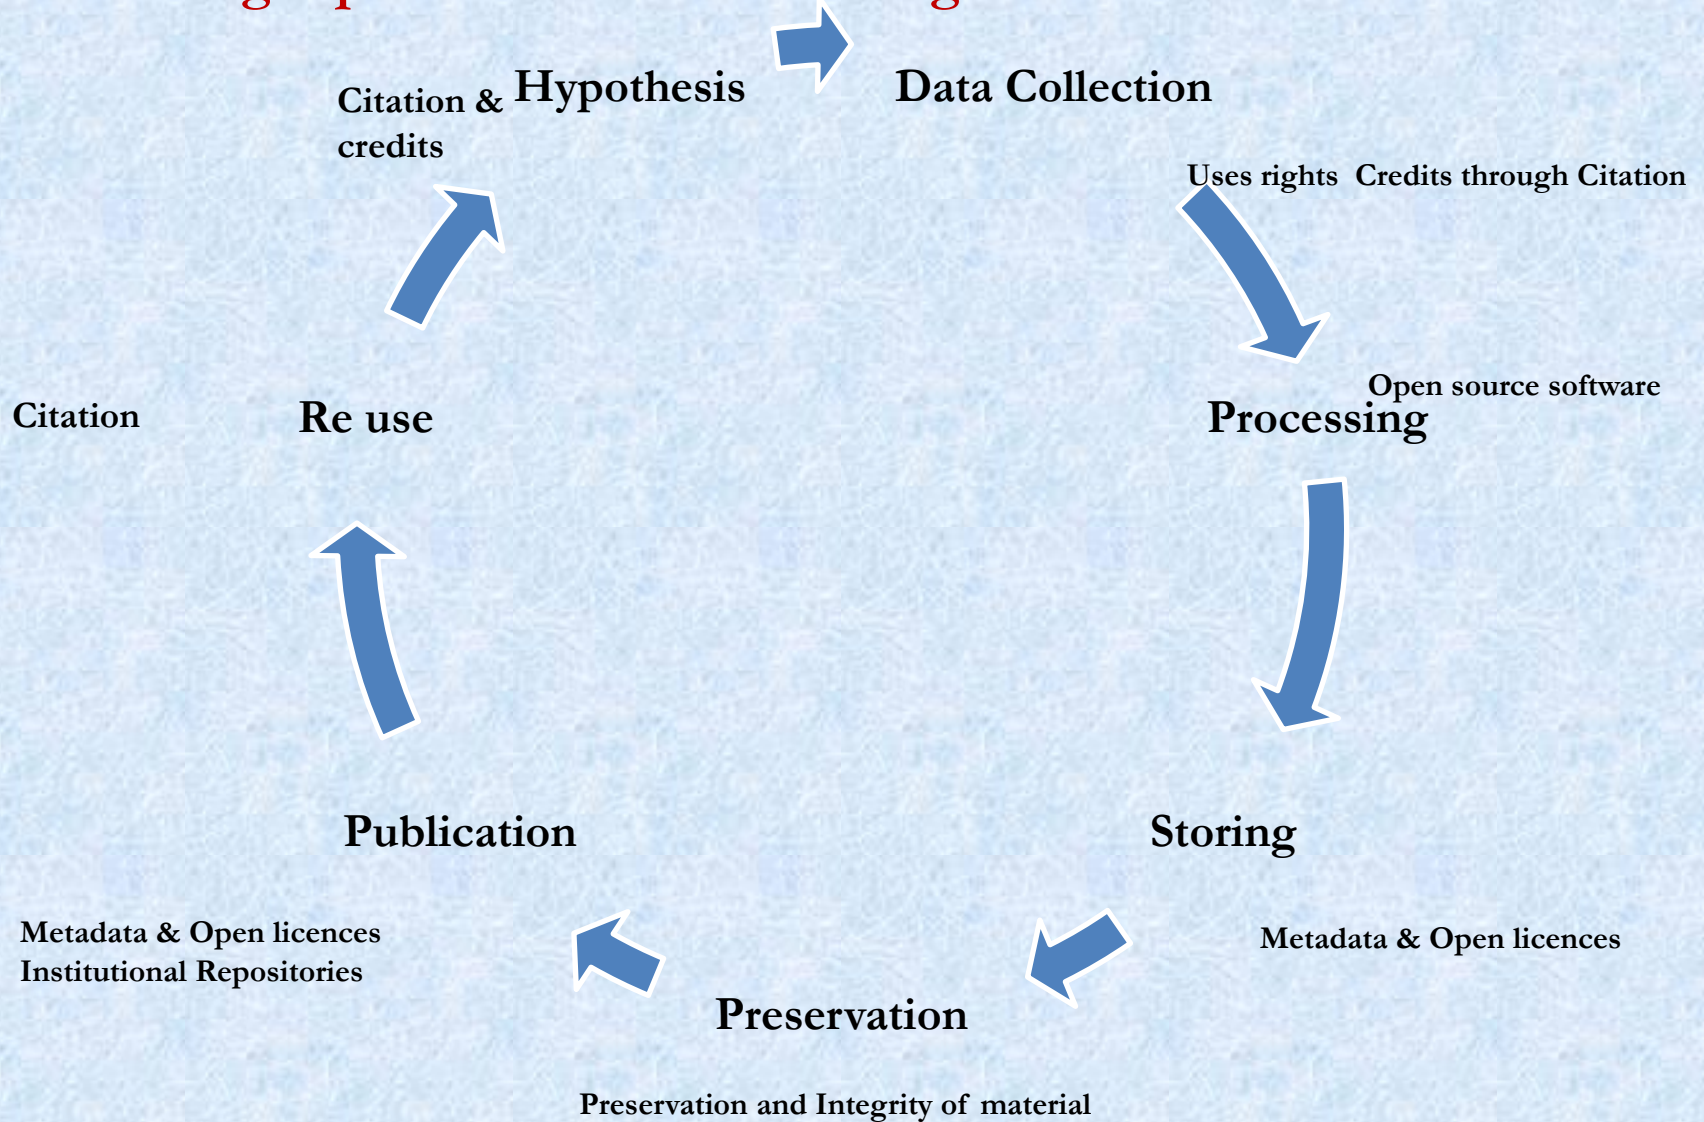 Hypothesis
Data Collection
Citation &
credits
Uses rights  Credits through Citation
Open source software
Processing
Citation
Re use
Publication
Storing
Metadata & Open licences
Institutional Repositories
Metadata & Open licences
Preservation
Preservation and Integrity of material